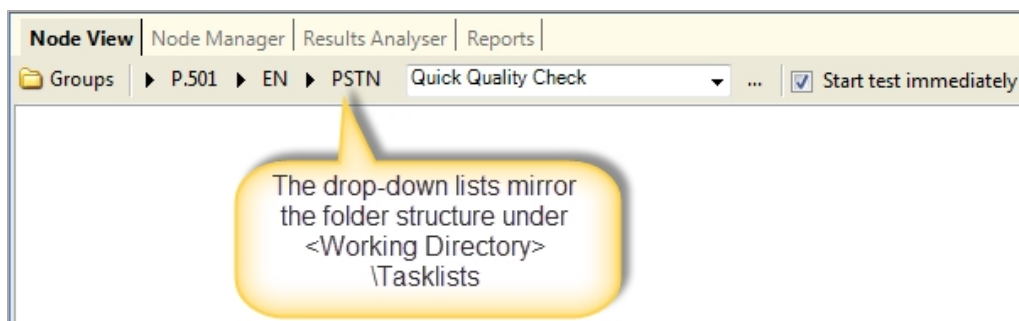 Node View Node Manager Results Analyser Reports
Groups P.501 EN PSTN Quick Quality Check ... Start test immediately
The drop-down lists mirror
the folder structure under
<Working Directory>
\Tasklists